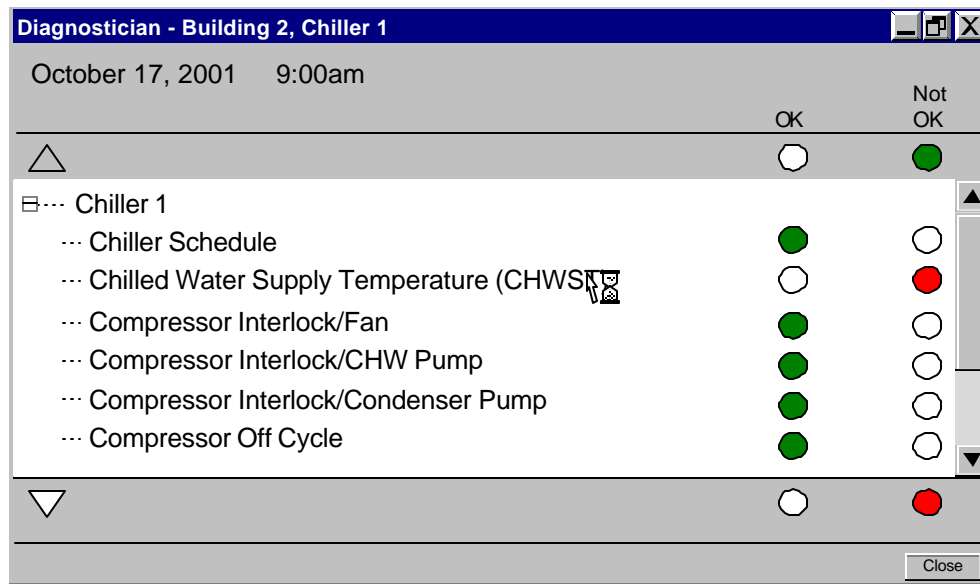 Diagnostician - Building 2, Chiller 1
October 17, 2001 9:00am
OK
Not
OK
Chiller 1
Chiller Schedule
Chilled Water Supply Temperature (CHWS
Compressor Interlock/Fan
Compressor Interlock/CHW Pump
Compressor Interlock/Condenser Pump
Compressor Off Cycle
Close